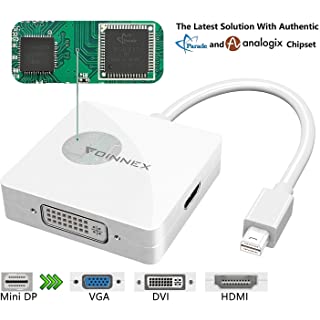 The Latest Solution With Authentic
Parade and analogix Chipset
FOINNEX
Mini DP
VGA
DVI
HDMI